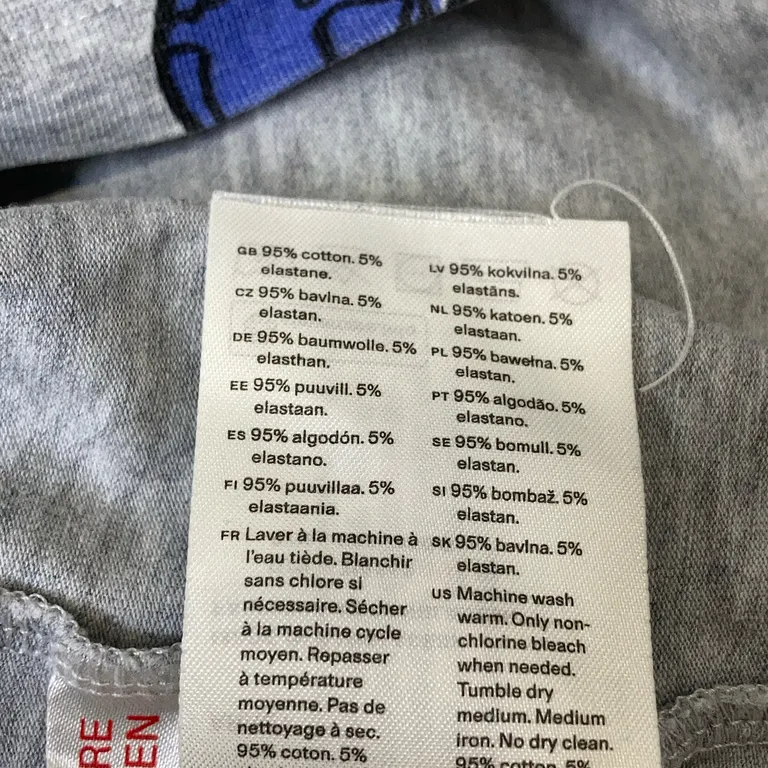 GB 95% cotton. 5%
elastane.
CZ 95% bavlna. 5%
elastan.
DE 95% baumwolle. 5%
elasthan.
EE 95% puuvill. 5%
elastaan.
ES 95% algodón. 5%
elastano.
FI 95% puuvillaa. 5%
elastaania.
FR Laver à la machine à
l'eau tiède. Blanchir
sans chlore si
nécessaire. Sécher
à la machine cycle
moyen. Repasser
à température
moyenne. Pas de
nettoyage à sec.
95% coton. 5%
LV 95% kokvilna. 5%
elastāns.
NL 95% katoen. 5%
elastaan.
PL 95% bawełna. 5%
elastan.
PT 95% algodão. 5%
elastano.
SE 95% bomull. 5%
elastan.
SI 95% bombaž. 5%
elastan.
SK 95% bavlna. 5%
elastan.
US Machine wash
warm. Only non-
chlorine bleach
when needed.
Tumble dry
medium. Medium
iron. No dry clean.
95% cotton. 5%
RE
EN